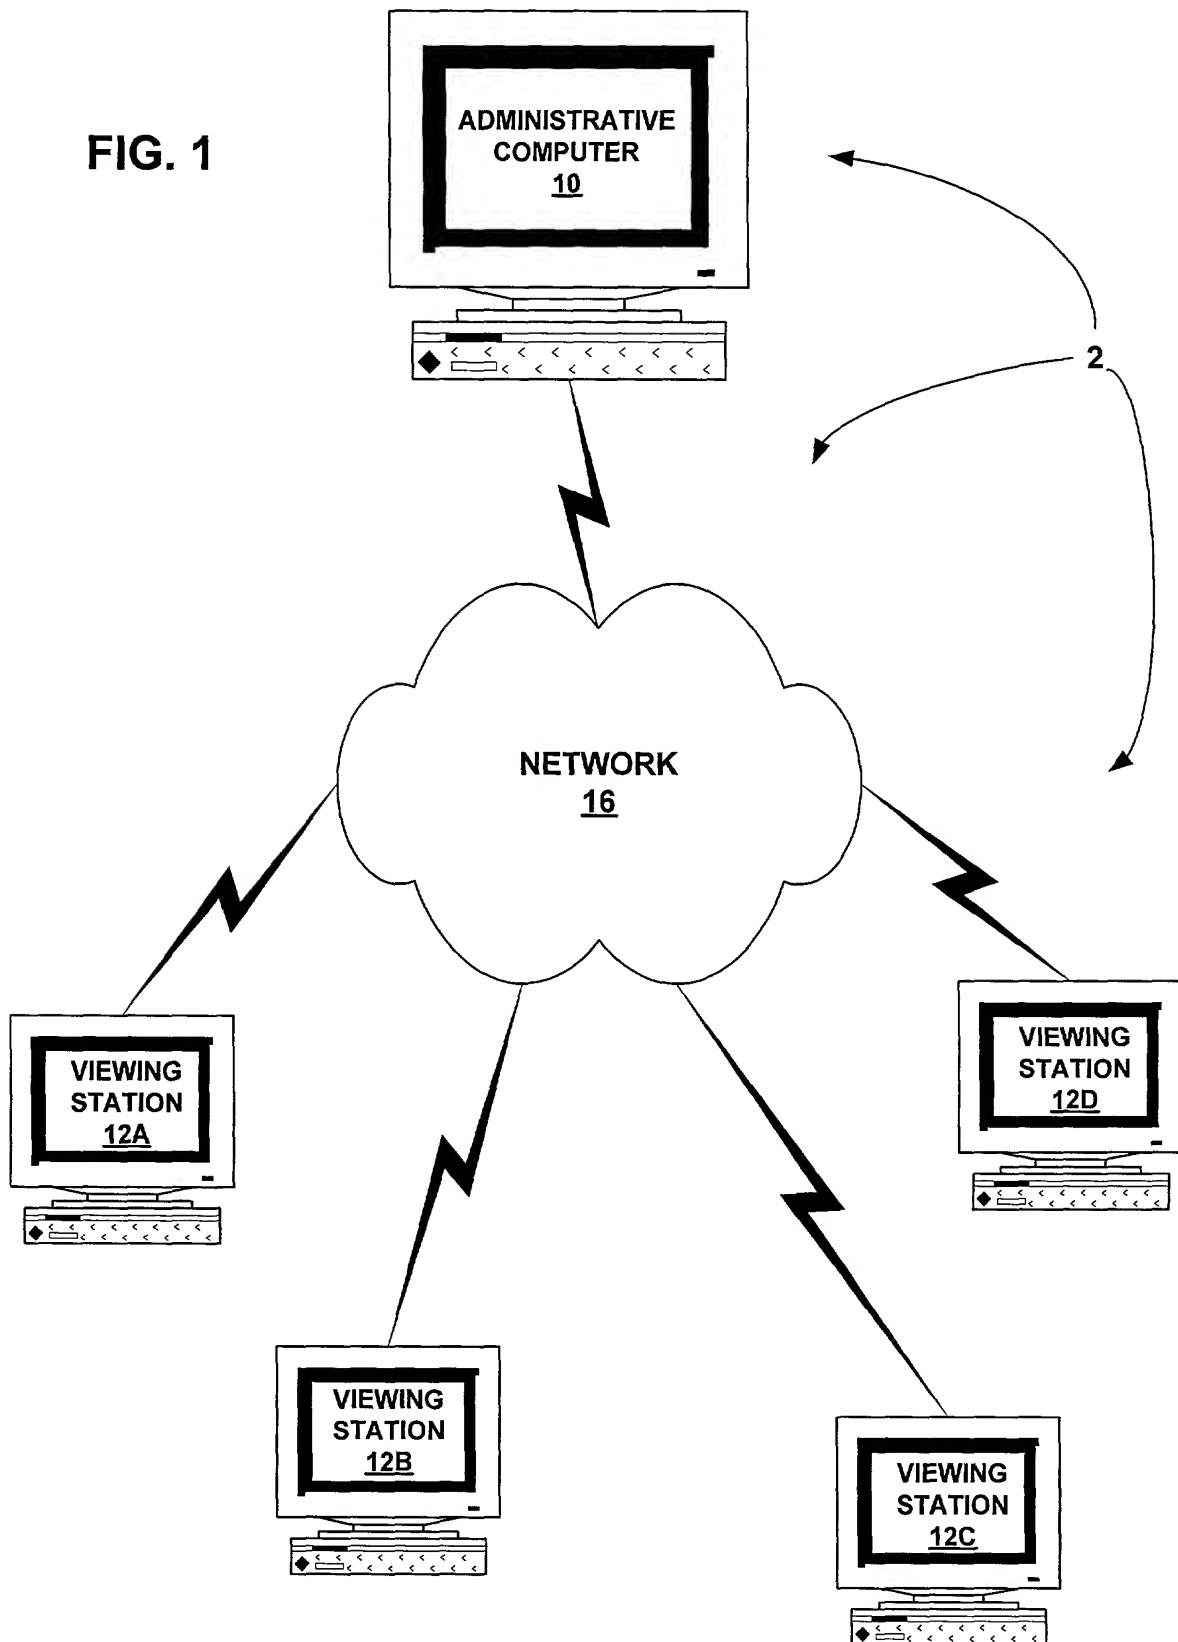 FIG. 1
ADMINISTRATIVE
COMPUTER
10
2
NETWORK
16
VIEWING
STATION
12A
VIEWING
STATION
12D
VIEWING
STATION
12B
VIEWING
STATION
12C